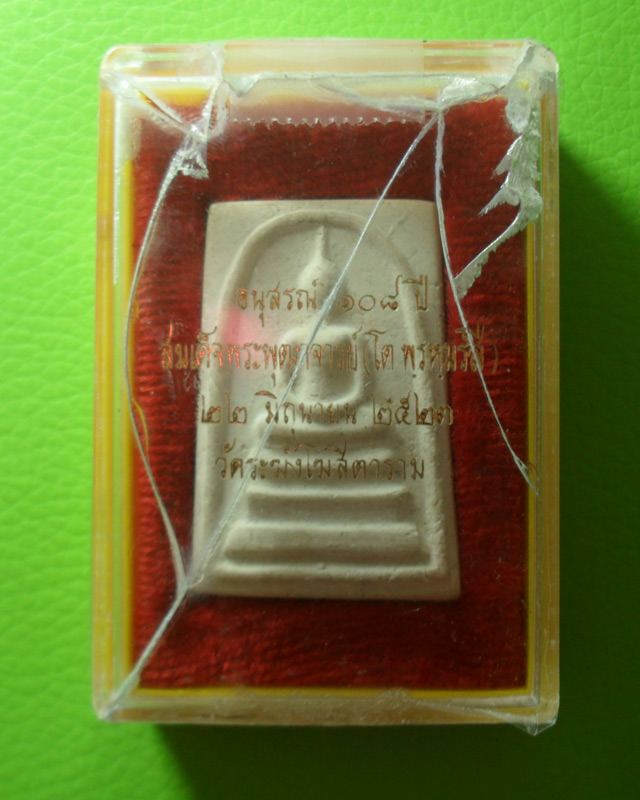 อนุสรณ์ ๑๐๘ ปี
สมเด็จพระพุฒาจารย์ (โต พฺรหฺมรังสี)
๒๒ มิถุนายน ๒๕๒๓
วัดระฆังโฆสิตาราม